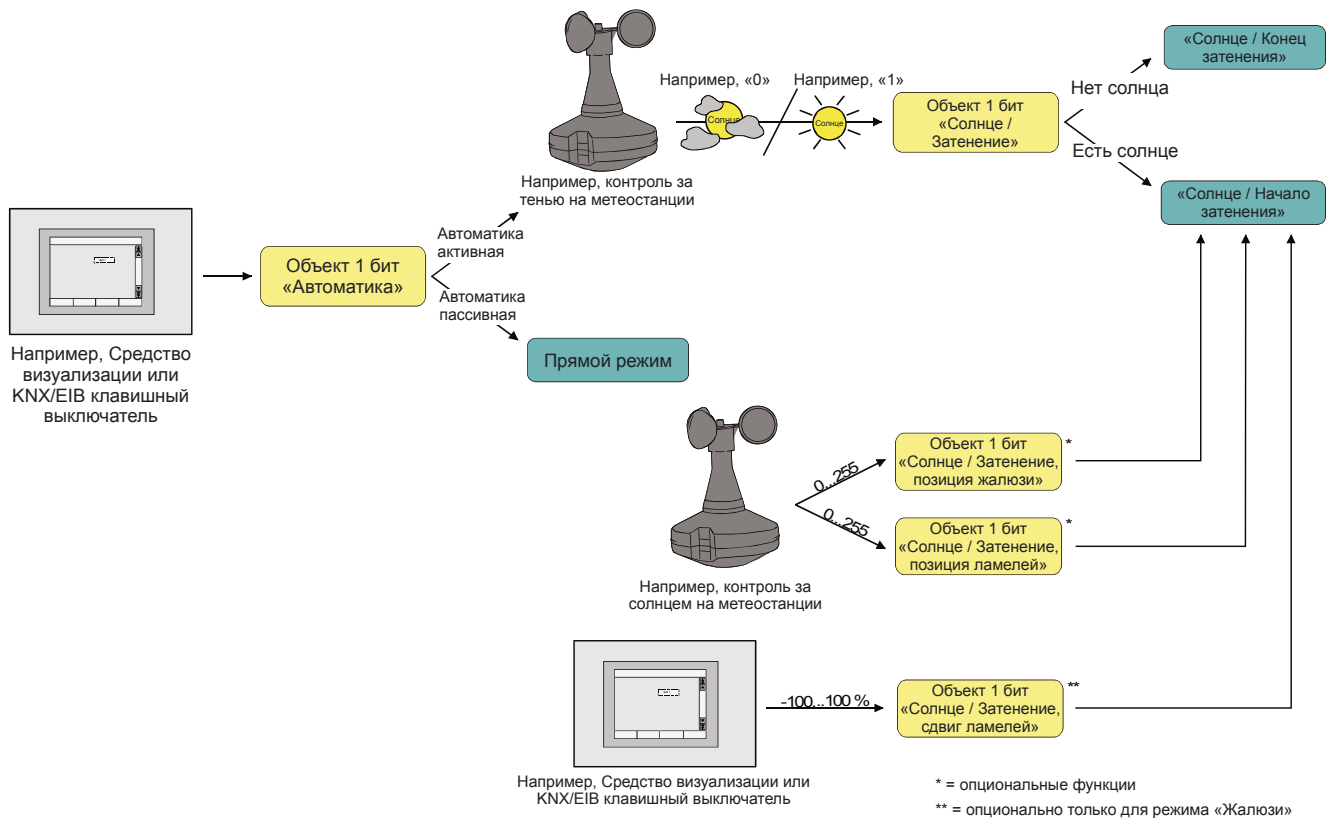 Например, «0»
Например, «1»
Солнце
Солнце
Объект 1 бит
«Солнце /
Затенение»
«Солнце / Конец
затенения»
Нет солнца
Есть солнце
«Солнце / Начало
затенения»
Например, контроль за
тенью на метеостанции
Автоматика
активная
Объект 1 бит
«Автоматика»
Автоматика
пассивная
Прямой режим
Например, Средство
визуализации или
KNX/EIB клавишный
выключатель
0...255
0...255
Объект 1 бит
«Солнце / Затенение,
позиция жалюзи»
*
Объект 1 бит
«Солнце / Затенение,
позиция ламелей»
*
Например, контроль за
солнцем на метеостанции
-100...100 %
Объект 1 бит
«Солнце / Затенение,
сдвиг ламелей»
**
Например, Средство визуализации или
KNX/EIB клавишный выключатель
* = опциональные функции
** = опционально только для режима «Жалюзи»